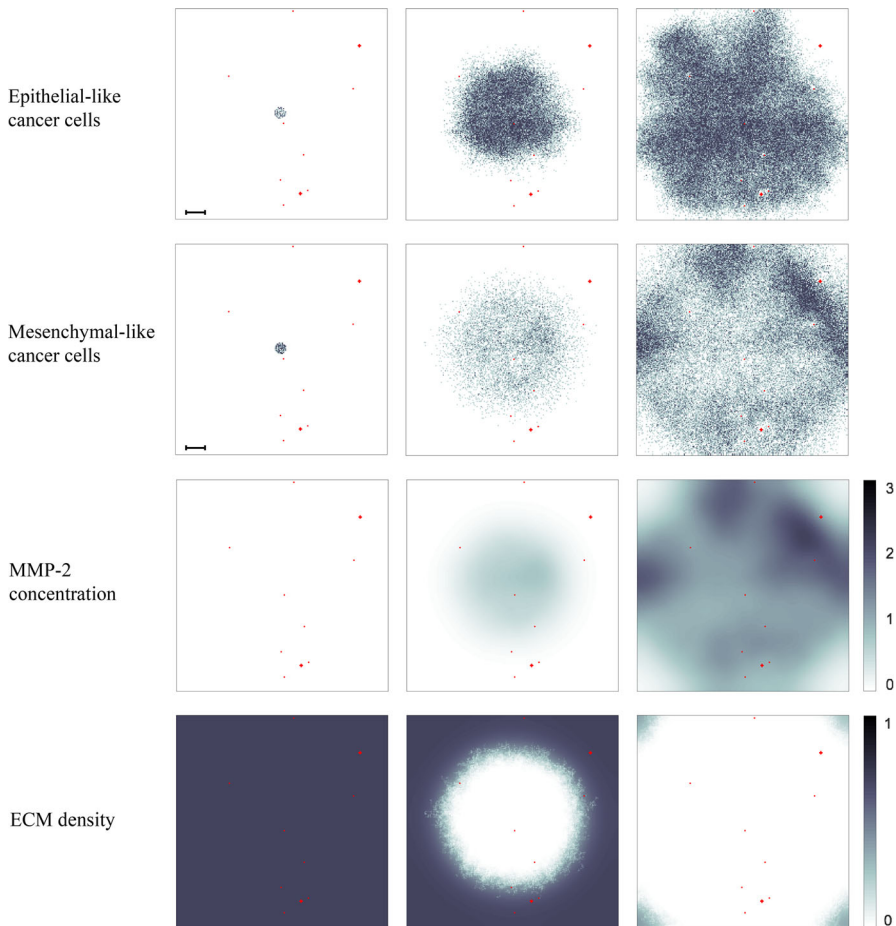 Epithelial-like
cancer cells
Mesenchymal-like
cancer cells
MMP-2
concentration
3
2
1
0
ECM density
1
0